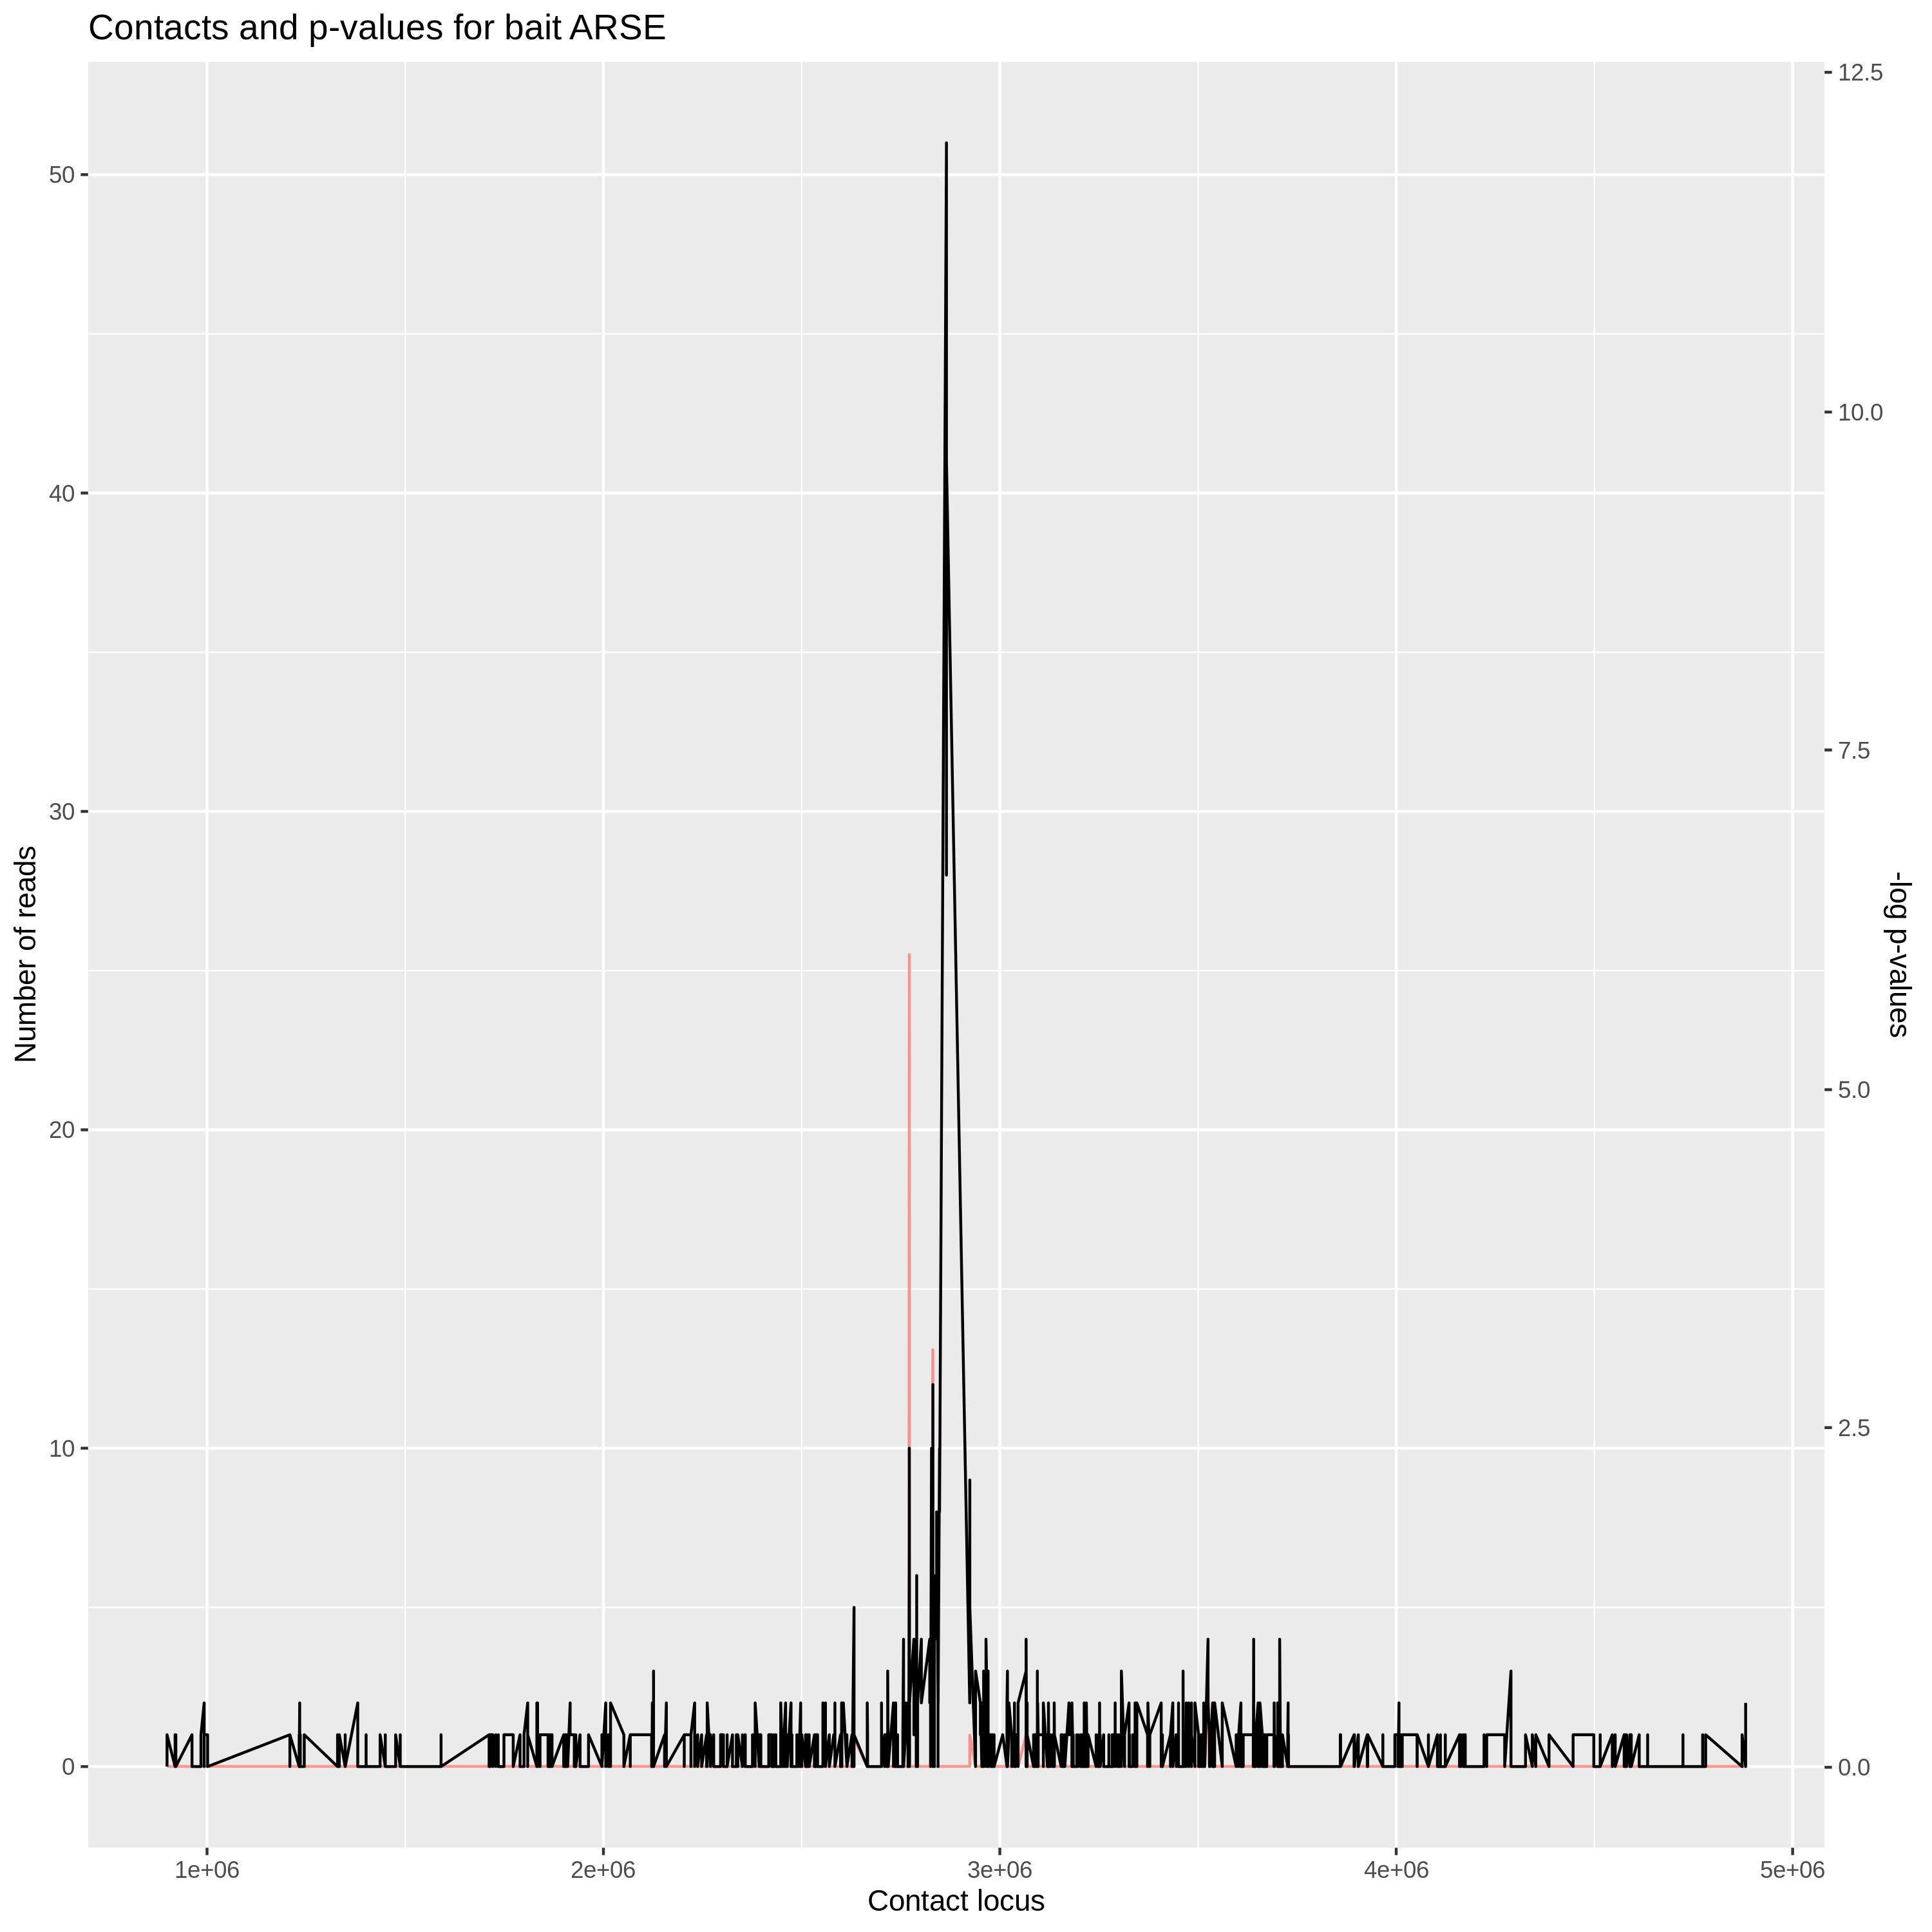 Contacts and p-values for bait ARSE
12.5
50
10.0
40
7.5
30
Number of reads
-log p-values
5.0
20
2.5
10
0
0.0
1e+06
2e+06
3e+06
4e+06
5e+06
Contact locus